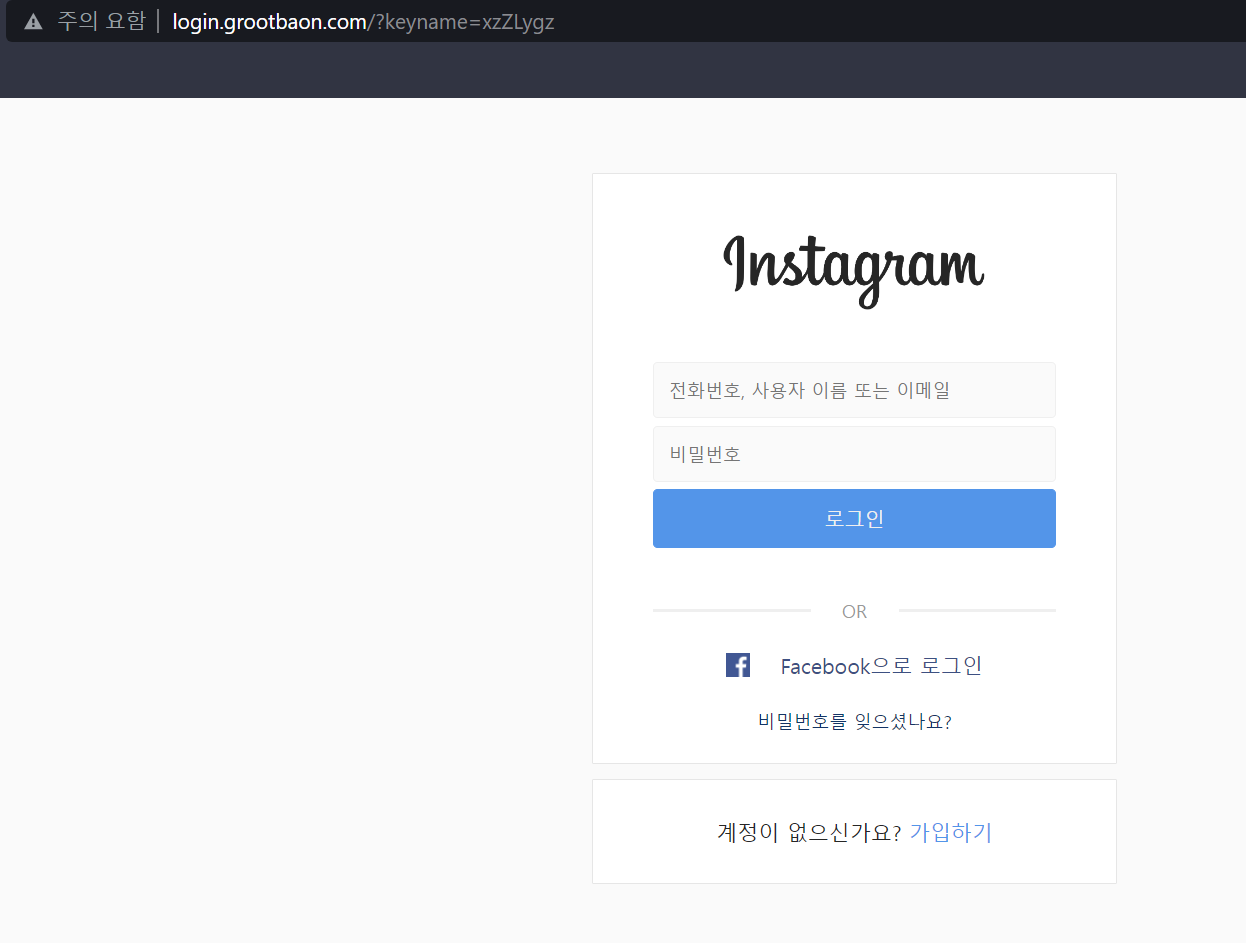 주의 요함 | login.grootbaon.com/?keyname=xzZLygz
Instagram
전화번호, 사용자 이름 또는 이메일
비밀번호
로그인
OR
Facebook으로 로그인
비밀번호를 잊으셨나요?
계정이 없으신가요? 가입하기